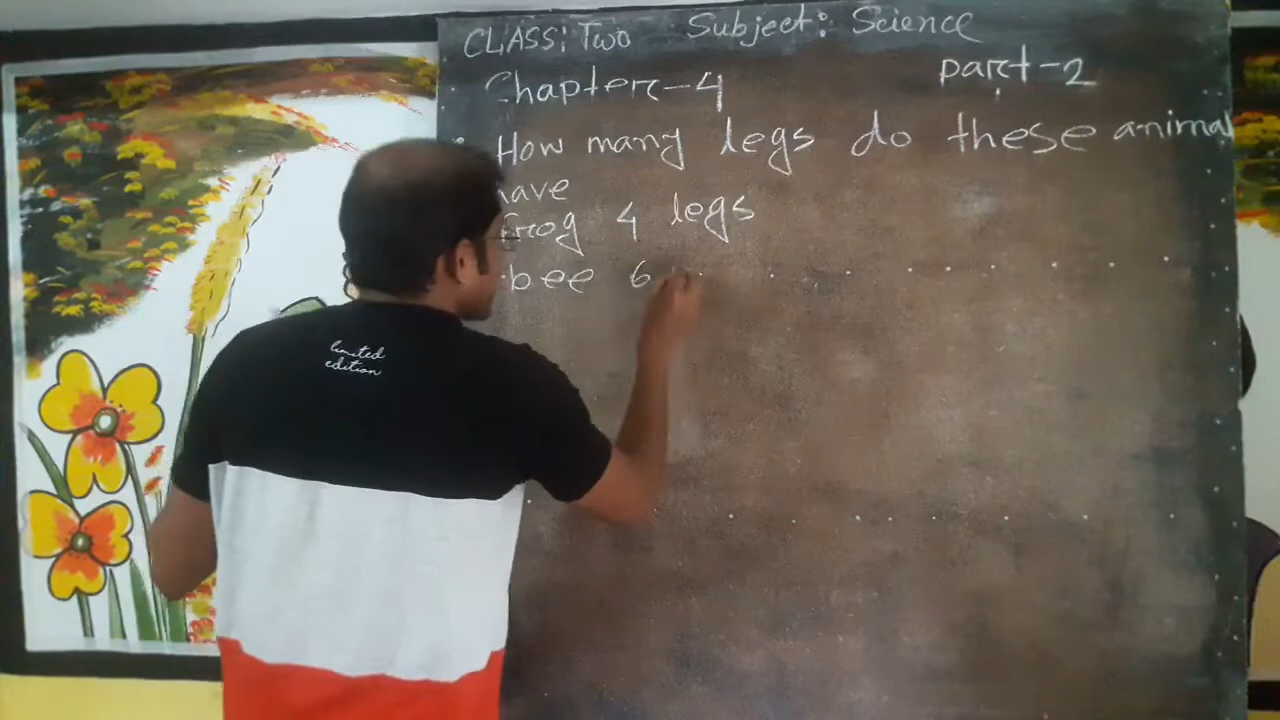 CLASS: Two Subject: Science
Chapter-4 part-2
How many legs do these animal
have
frog 4 legs
bee 6
limited
edition